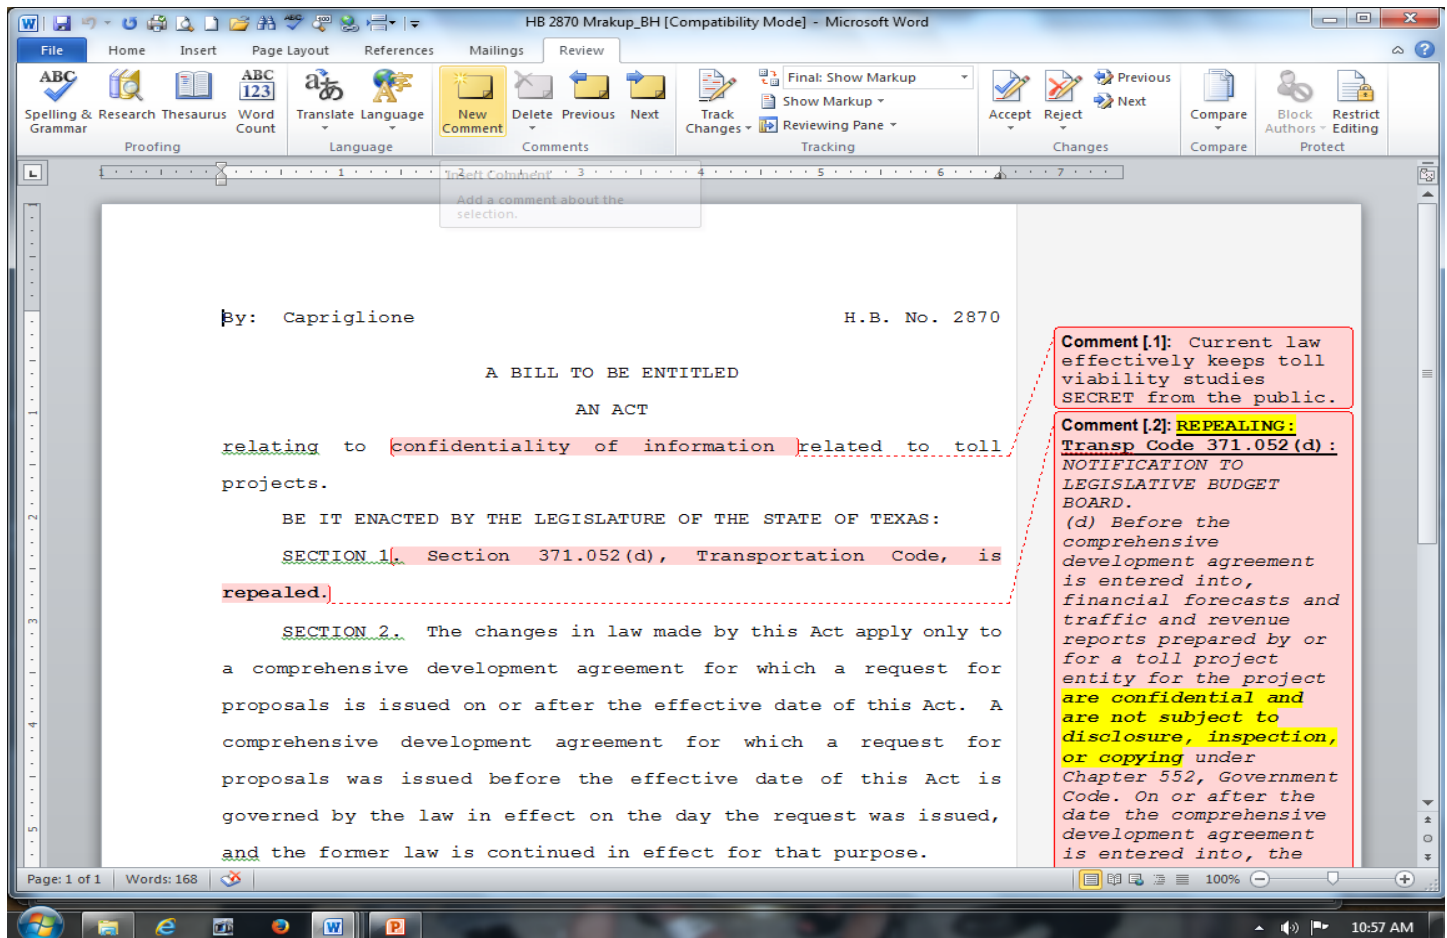 HB 2870 Mrakup_BH [Compatibility Mode] - Microsoft Word
File Home Insert Page Layout References Mailings Review
Spelling & Grammar
Research
Thesaurus
Word Count
Translate
Language
New Comment
Delete
Previous
Next
Track Changes
Final: Show Markup
Show Markup
Reviewing Pane
Accept
Reject
Previous
Next
Compare
Block Authors
Restrict Editing
Proofing Language Comments Tracking Changes Compare Protect
Insert Comment
Add a comment about the
selection.
By: Capriglione H.B. No. 2870
A BILL TO BE ENTITLED
AN ACT
relating to confidentiality of information related to toll
projects.
BE IT ENACTED BY THE LEGISLATURE OF THE STATE OF TEXAS:
SECTION 1. Section 371.052(d), Transportation Code, is
repealed.
SECTION 2. The changes in law made by this Act apply only to
a comprehensive development agreement for which a request for
proposals is issued on or after the effective date of this Act. A
comprehensive development agreement for which a request for
proposals was issued before the effective date of this Act is
governed by the law in effect on the day the request was issued,
and the former law is continued in effect for that purpose.
Comment [.1]: Current law
effectively keeps toll
viability studies
SECRET from the public.
Comment [.2]: REPEALING:
Transp Code 371.052(d):
NOTIFICATION TO
LEGISLATIVE BUDGET
BOARD.
(d) Before the
comprehensive
development agreement
is entered into,
financial forecasts and
traffic and revenue
reports prepared by or
for a toll project
entity for the project
are confidential and
are not subject to
disclosure, inspection,
or copying under
Chapter 552, Government
Code. On or after the
date the comprehensive
development agreement
is entered into, the
Page: 1 of 1 Words: 168 100%
10:57 AM